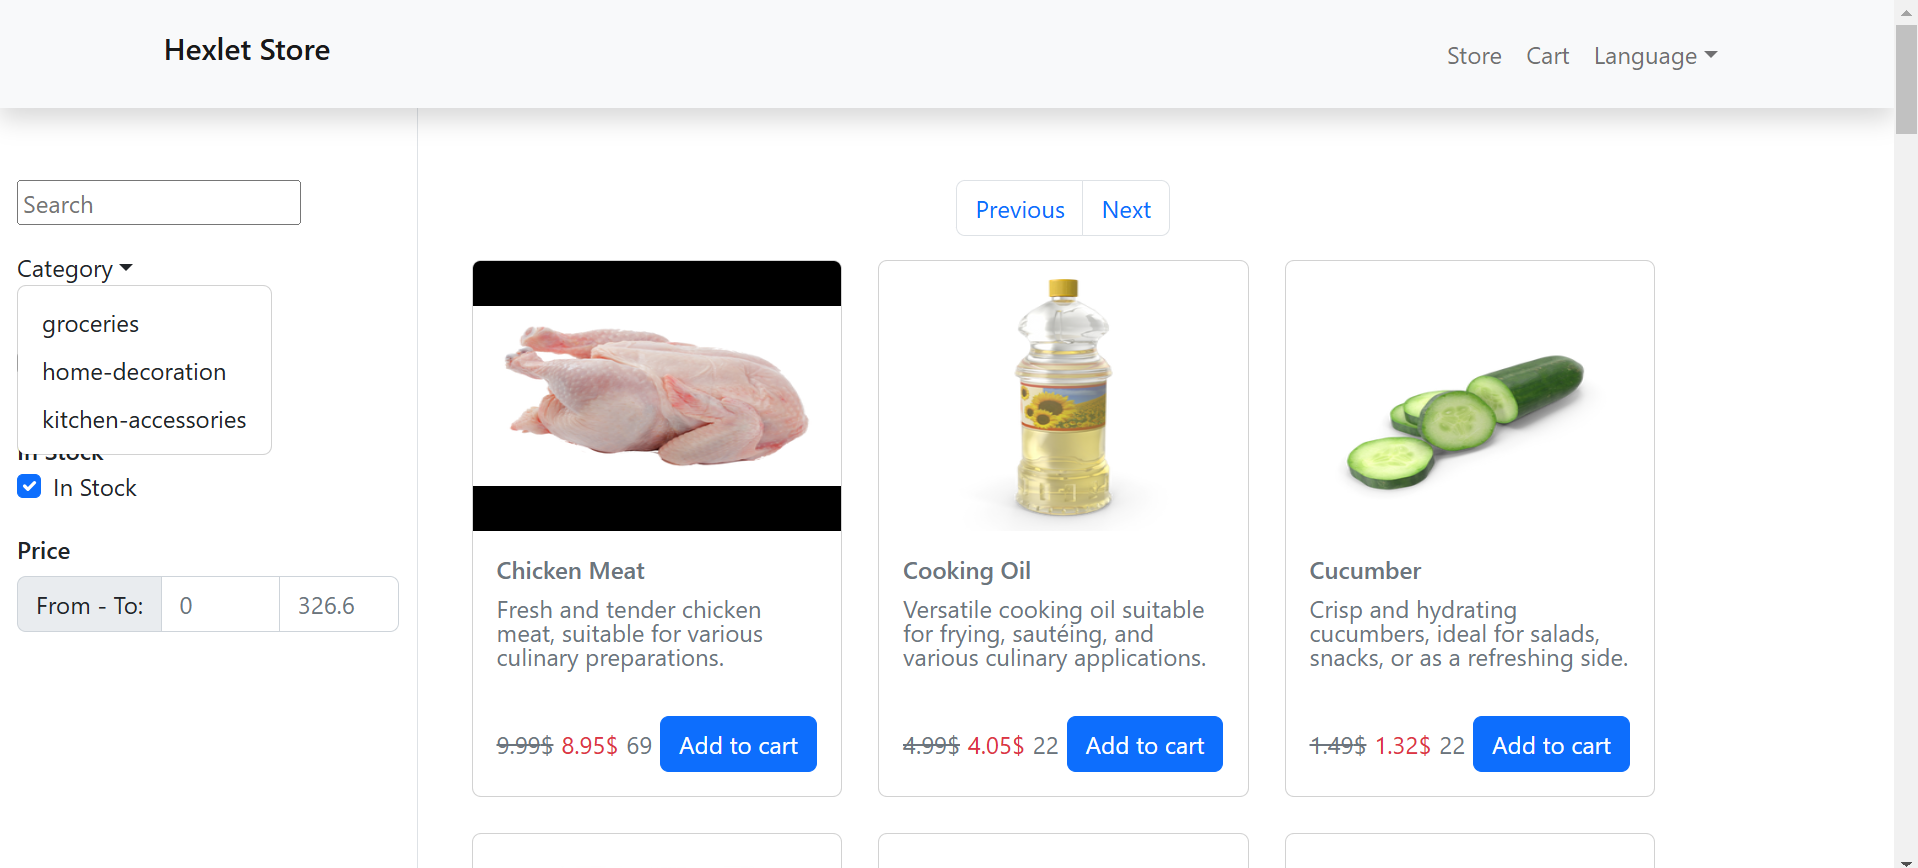 Hexlet Store
Store
Cart
Language
Search
Category
groceries
home-decoration
kitchen-accessories
In Stock
In Stock
Price
From - To:
0
326.6
Previous
Next
Chicken Meat
Fresh and tender chicken
meat, suitable for various
culinary preparations.
9.99$ 8.95$ 69
Add to cart
Cooking Oil
Versatile cooking oil suitable
for frying, sautéing, and
various culinary applications.
4.99$ 4.05$ 22
Add to cart
Cucumber
Crisp and hydrating
cucumbers, ideal for salads,
snacks, or as a refreshing side.
1.49$ 1.32$ 22
Add to cart